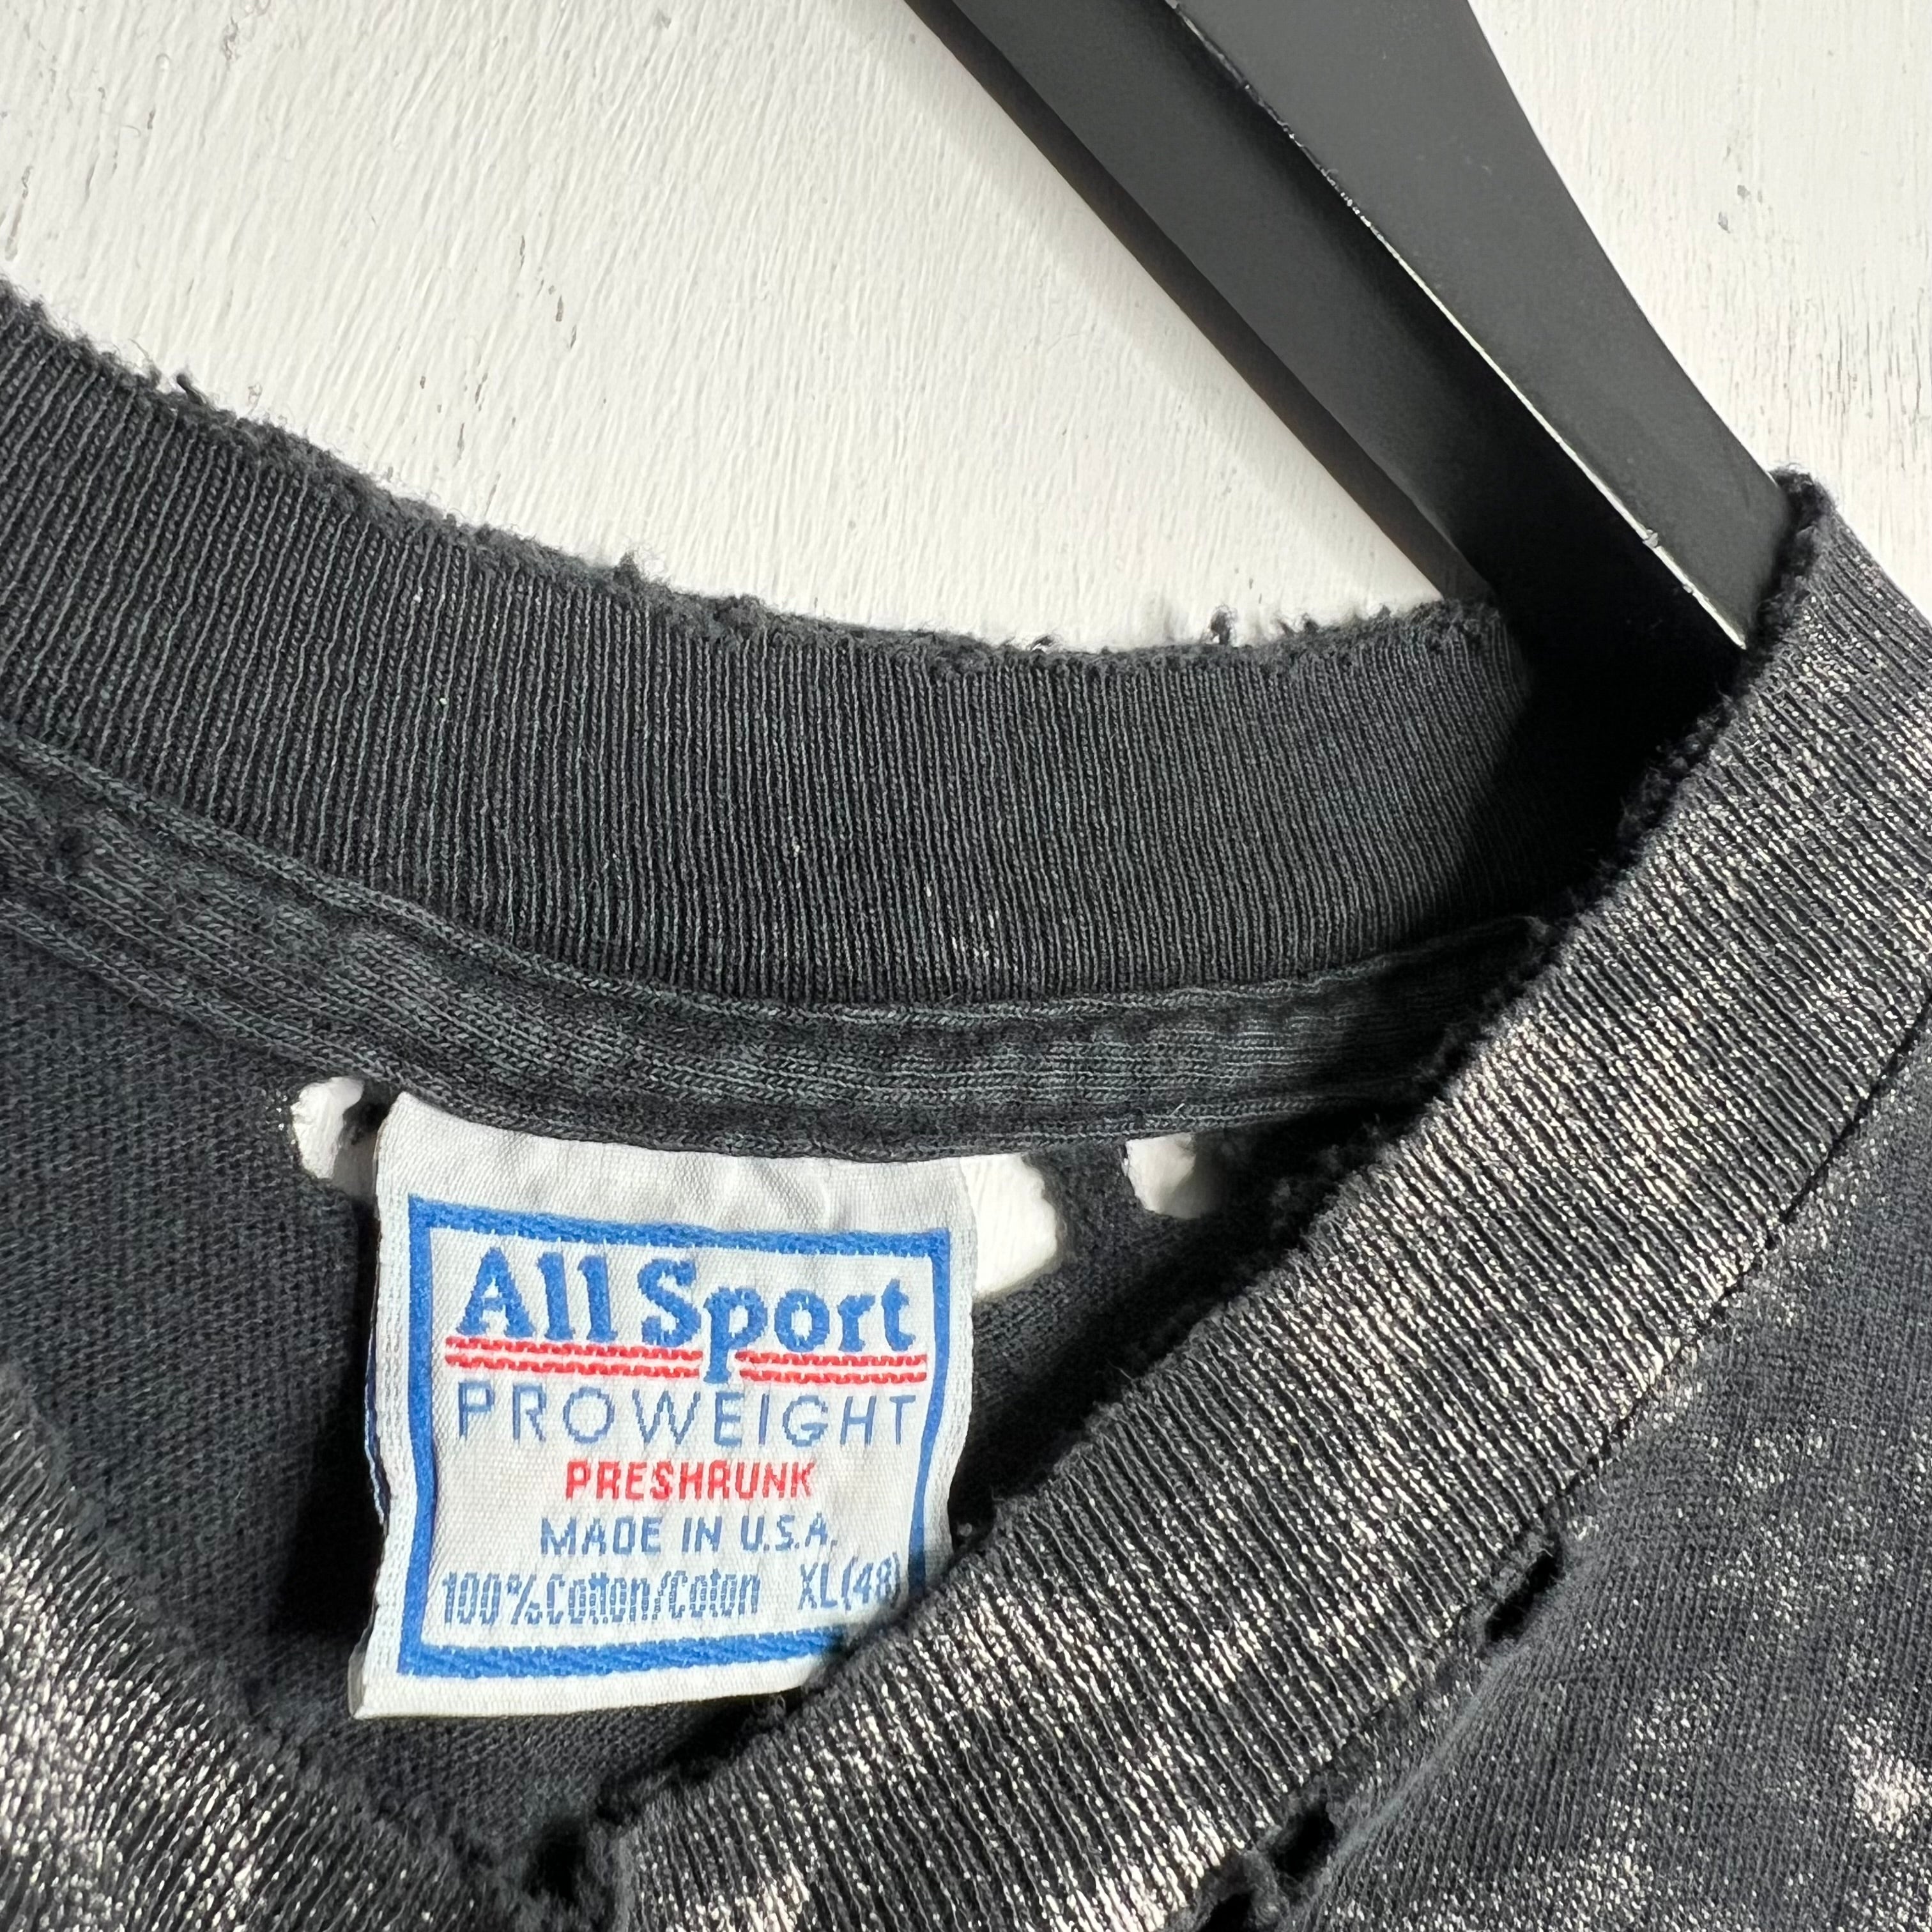 All Sport
PROWEIGHT
PRESHRUNK
MADE IN U.S.A.
100% Cotton/Coton XL(48)